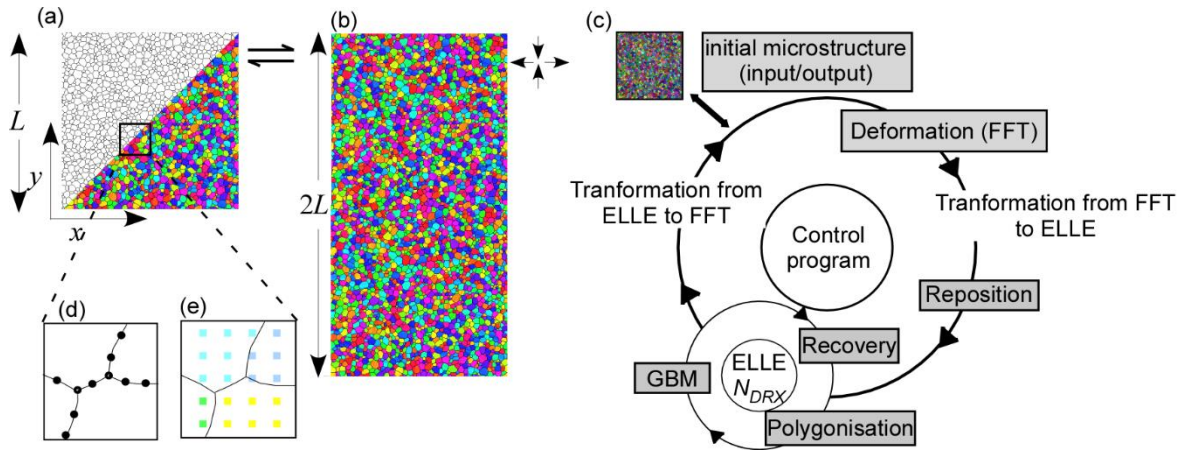 (a)
L
y
x
(b)
2L
(c)
initial microstructure
(input/output)
Deformation (FFT)
Tranformation from
ELLE to FFT
Tranformation from FFT
to ELLE
Control
program
Reposition
Recovery
ELLE
N_DRX
GBM
Polygonisation
(d)
(e)